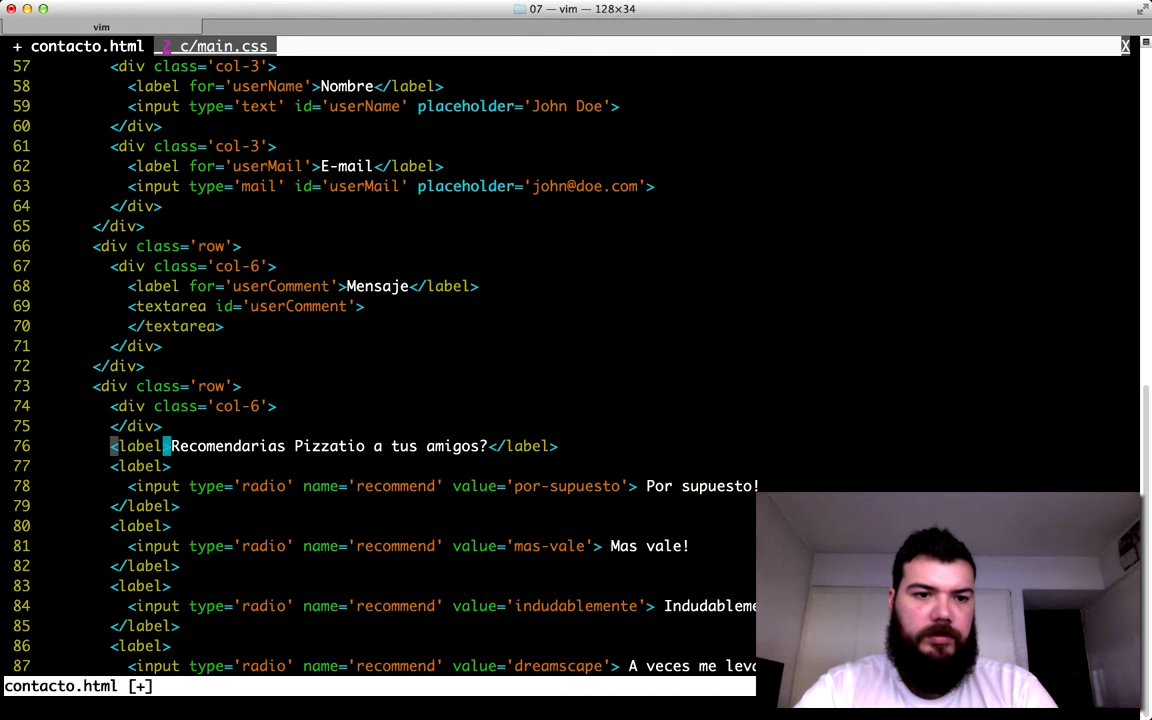 07 — vim — 128×34
vim
+ contacto.html 2 c/main.css X
57 <div class='col-3'>
58 <label for='userName'>Nombre</label>
59 <input type='text' id='userName' placeholder='John Doe'>
60 </div>
61 <div class='col-3'>
62 <label for='userMail'>E-mail</label>
63 <input type='mail' id='userMail' placeholder='john@doe.com'>
64 </div>
65 </div>
66 <div class='row'>
67 <div class='col-6'>
68 <label for='userComment'>Mensaje</label>
69 <textarea id='userComment'>
70 </textarea>
71 </div>
72 </div>
73 <div class='row'>
74 <div class='col-6'>
75 </div>
76 <label>Recomendarias Pizzatio a tus amigos?</label>
77 <label>
78 <input type='radio' name='recommend' value='por-supuesto'> Por supuesto!
79 </label>
80 <label>
81 <input type='radio' name='recommend' value='mas-vale'> Mas vale!
82 </label>
83 <label>
84 <input type='radio' name='recommend' value='indudablemente'> Indudableme
85 </label>
86 <label>
87 <input type='radio' name='recommend' value='dreamscape'> A veces me leva
contacto.html [+]